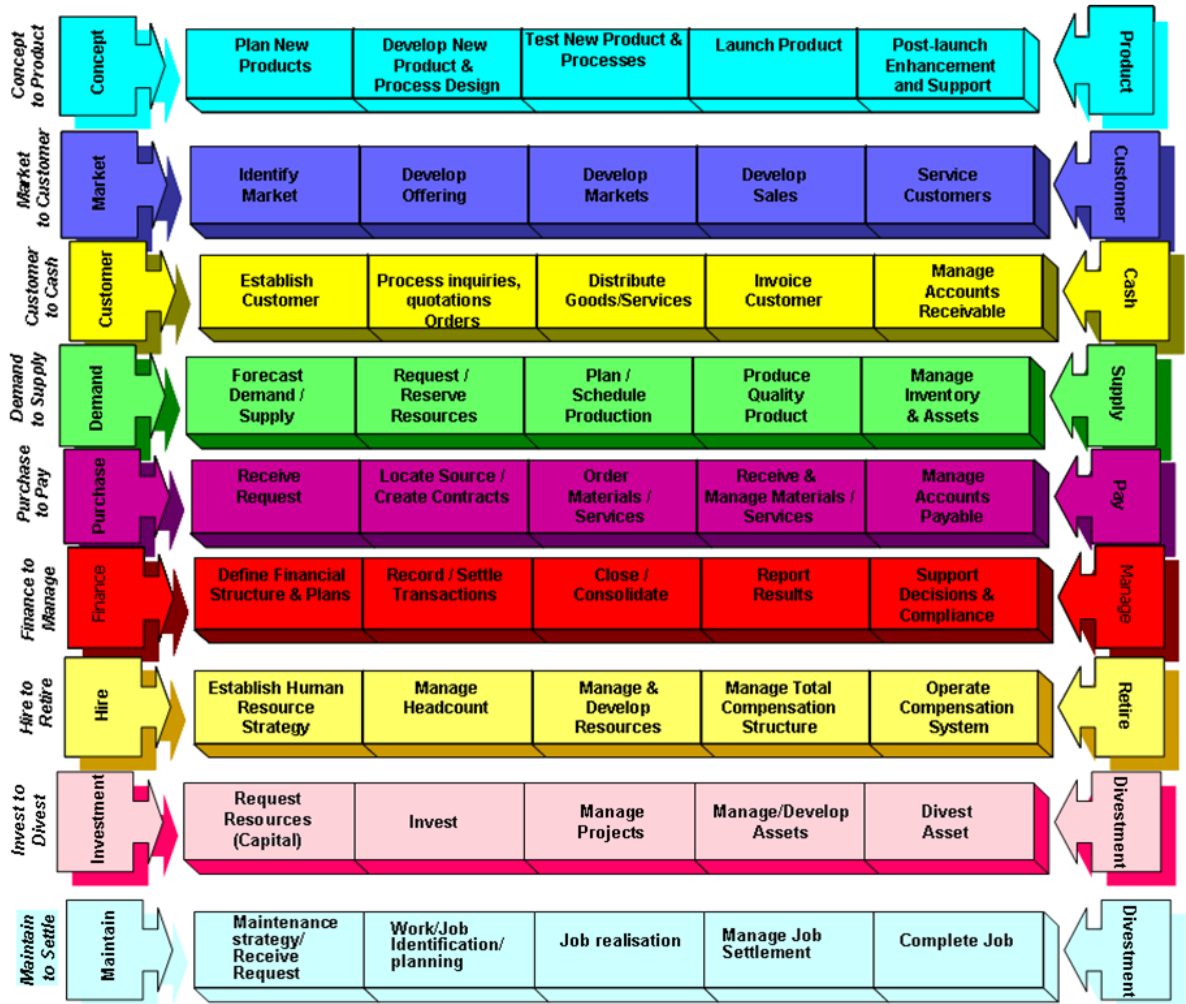 Concept
to Product
Concept
Plan New
Products
Develop New
Product &
Process Design
Test New Product &
Processes
Launch Product
Post-launch
Enhancement
and Support
Product
Market
to Customer
Market
Identify
Market
Develop
Offering
Develop
Markets
Develop
Sales
Service
Customers
Customer
Customer
to Cash
Customer
Establish
Customer
Process inquiries,
quotations
Orders
Distribute
Goods/Services
Invoice
Customer
Manage
Accounts
Receivable
Cash
Demand
to Supply
Demand
Forecast
Demand /
Supply
Request /
Reserve
Resources
Plan /
Schedule
Production
Produce
Quality
Product
Manage
Inventory
& Assets
Supply
Purchase
to Pay
Purchase
Receive
Request
Locate Source /
Create Contracts
Order
Materials /
Services
Receive &
Manage Materials /
Services
Manage
Accounts
Payable
Pay
Finance to
Manage
Finance
Define Financial
Structure & Plans
Record / Settle
Transactions
Close /
Consolidate
Report
Results
Support
Decisions &
Compliance
Manage
Hire to
Retire
Hire
Establish Human
Resource
Strategy
Manage
Headcount
Manage &
Develop
Resources
Manage Total
Compensation
Structure
Operate
Compensation
System
Retire
Invest to
Divest
Investment
Request
Resources
(Capital)
Invest
Manage
Projects
Manage/Develop
Assets
Divest
Asset
Divestment
Maintain
to Settle
Maintain
Maintenance
strategy/
Receive
Request
Work/Job
Identification/
planning
Job realisation
Manage Job
Settlement
Complete Job
Divestment